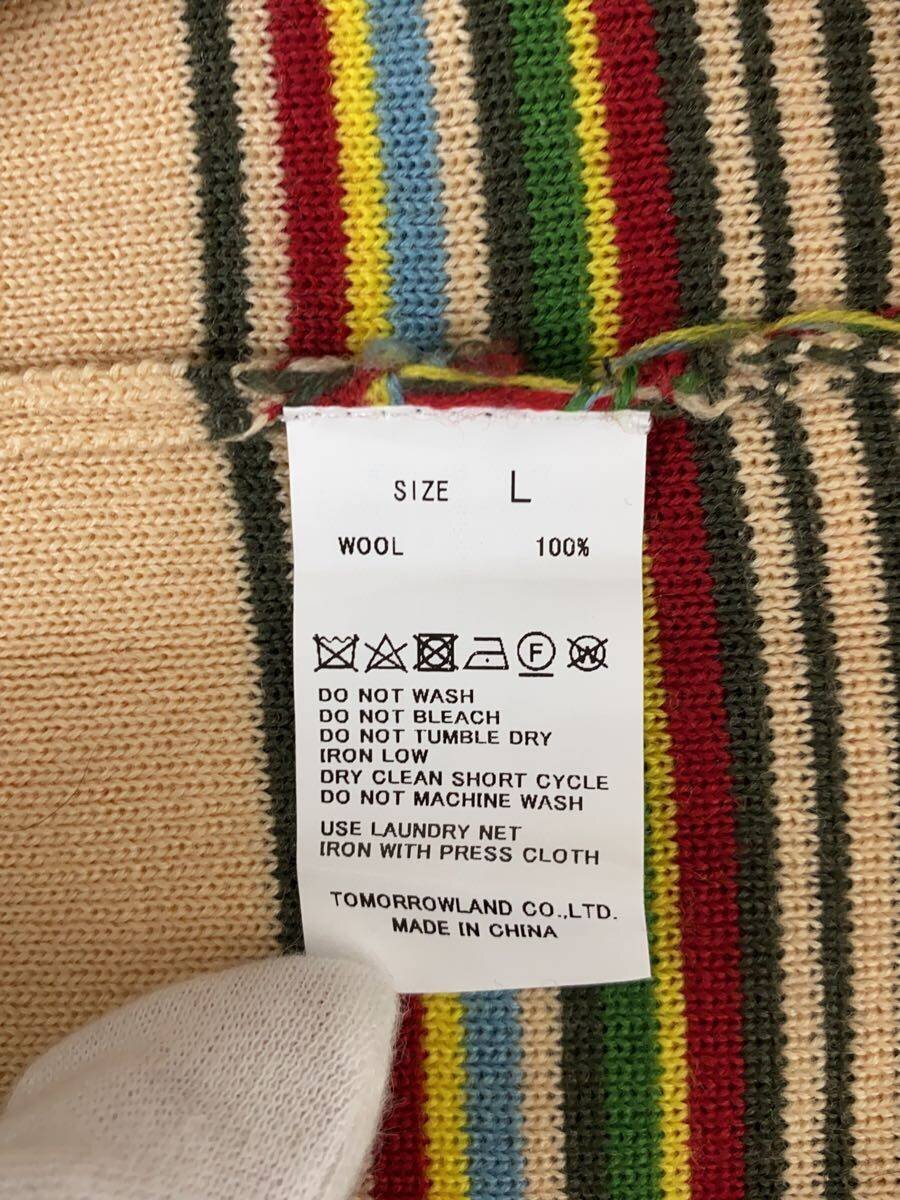 SIZE L
WOOL 100%
F W
DO NOT WASH
DO NOT BLEACH
DO NOT TUMBLE DRY
IRON LOW
DRY CLEAN SHORT CYCLE
DO NOT MACHINE WASH
USE LAUNDRY NET
IRON WITH PRESS CLOTH
TOMORROWLAND CO.,LTD.
MADE IN CHINA